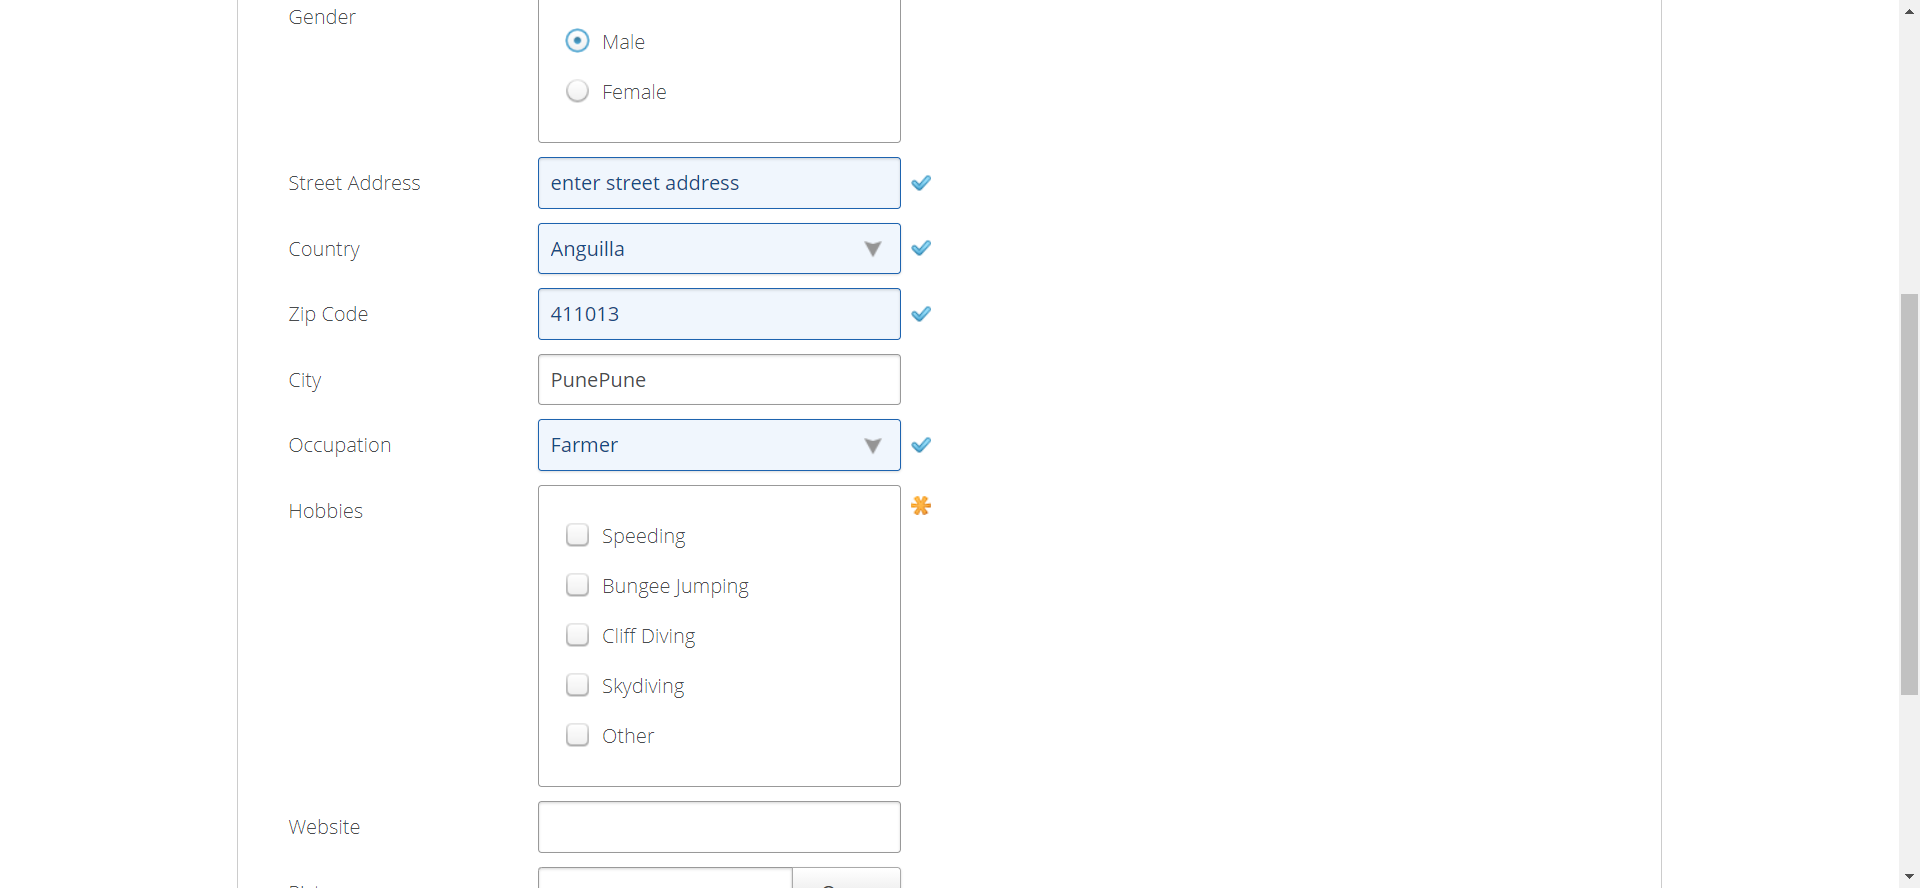 Gender
Male
Female
Street Address enter street address
Country Anguilla
Zip Code 411013
City PunePune
Occupation Farmer
Hobbies
Speeding
Bungee Jumping
Cliff Diving
Skydiving
Other
Website